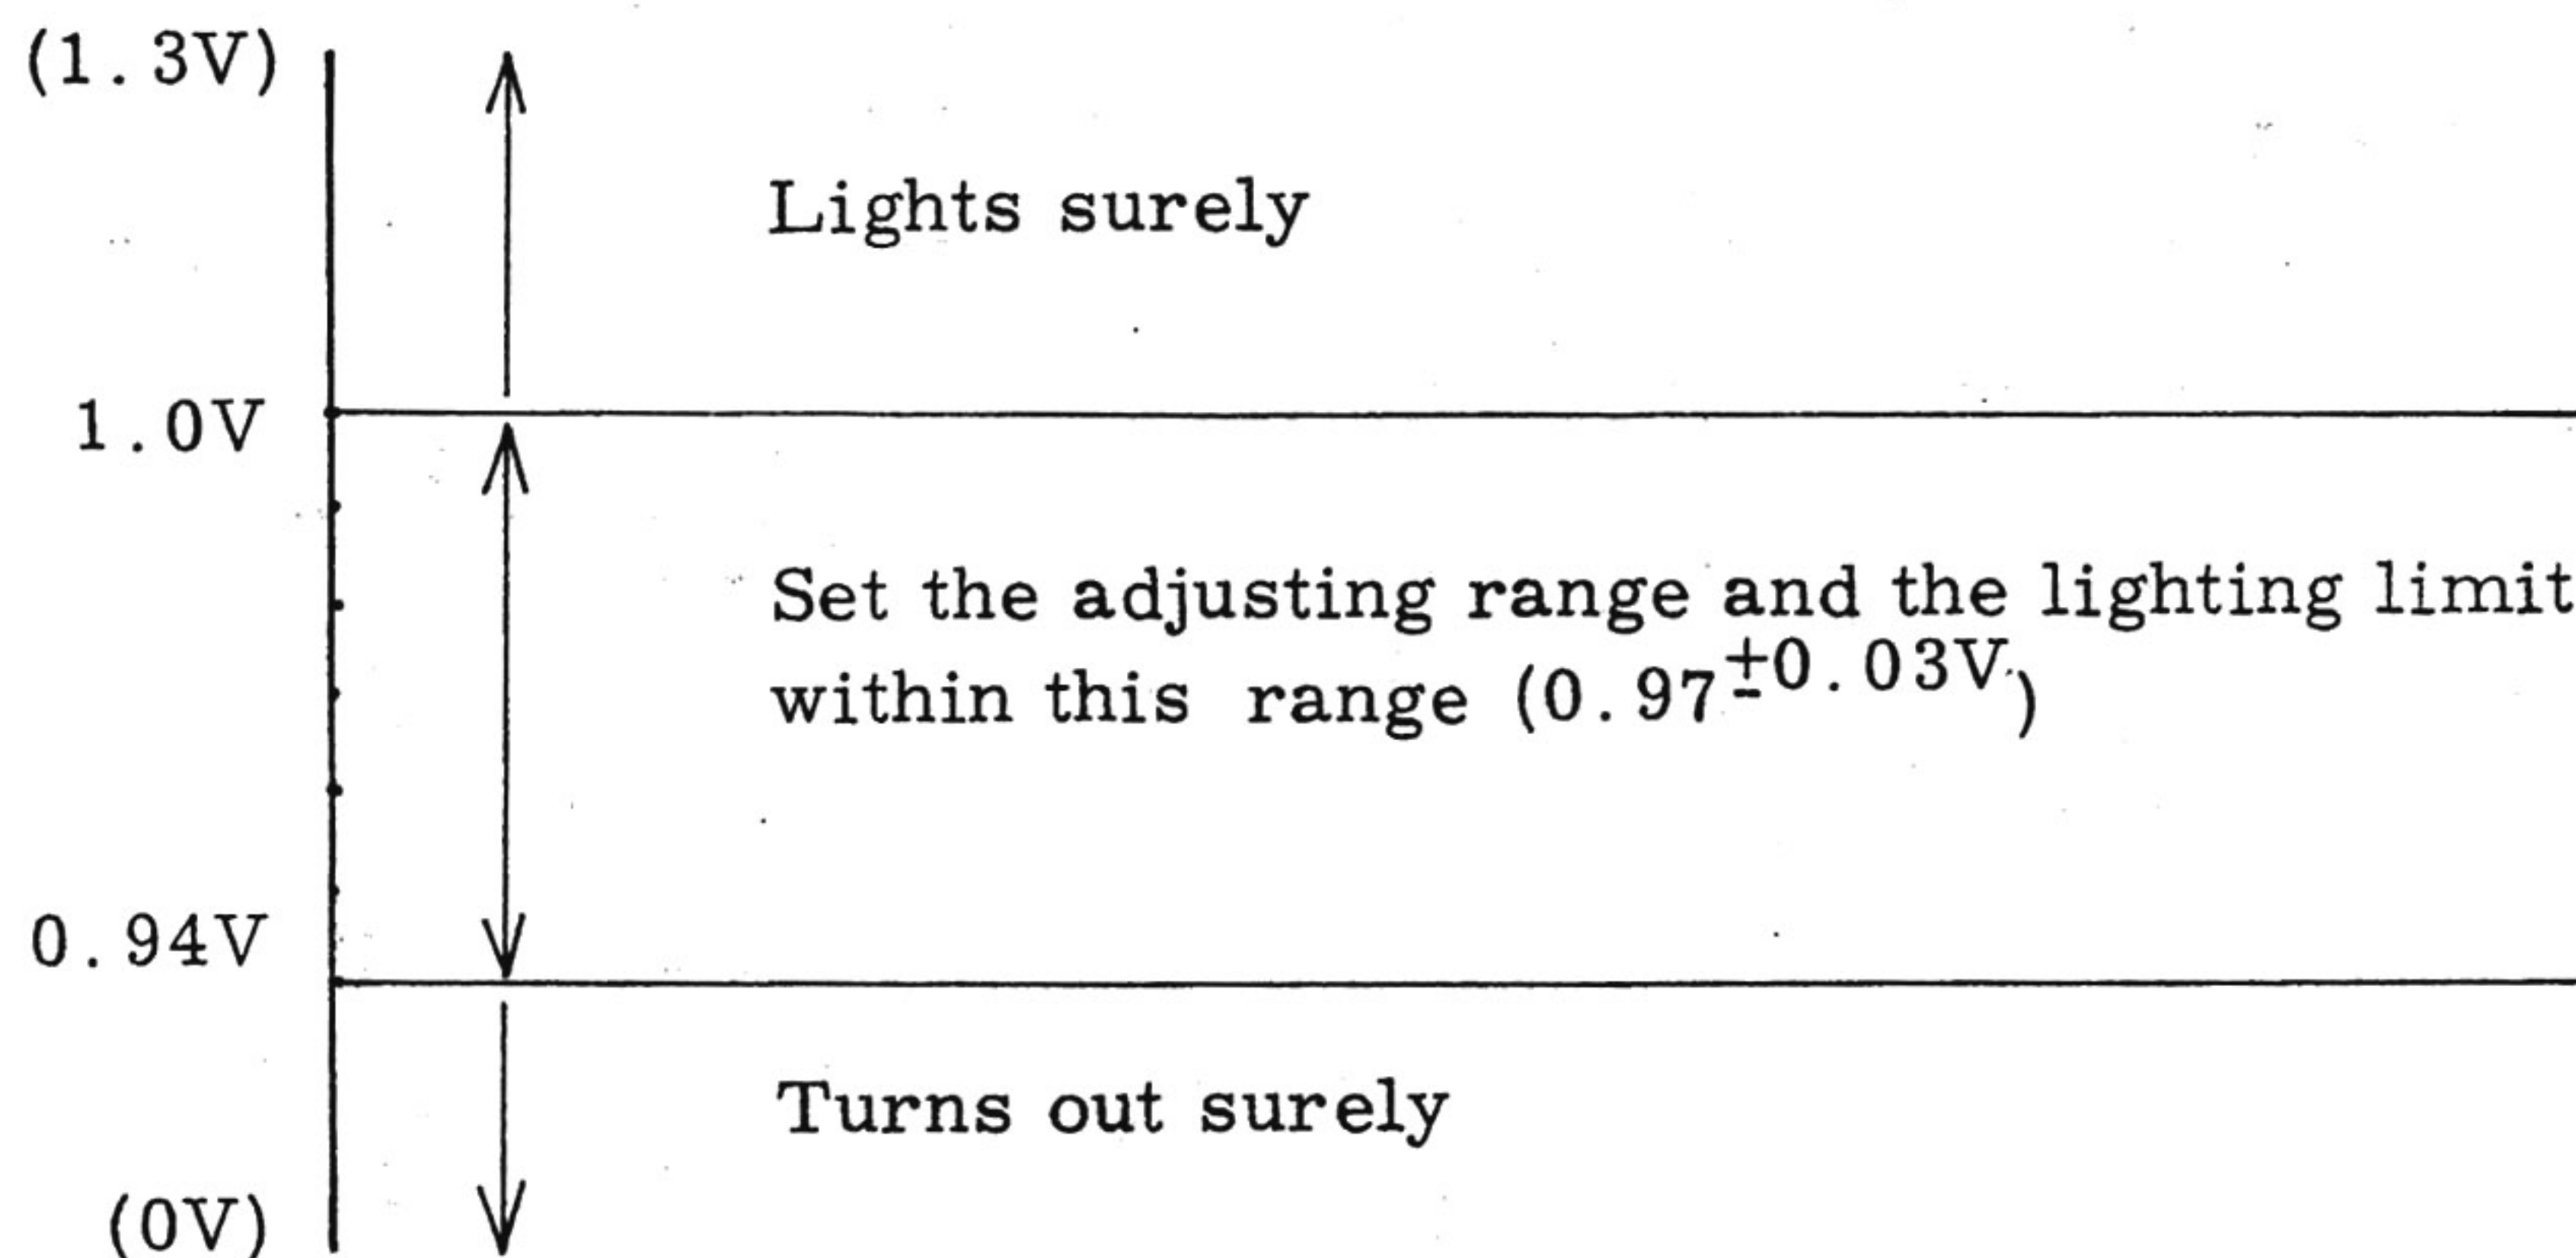 (1.3V)
Lights surely
1.0V
Set the adjusting range and the lighting limit
within this range (0.97±0.03V)
0.94V
Turns out surely
(0V)